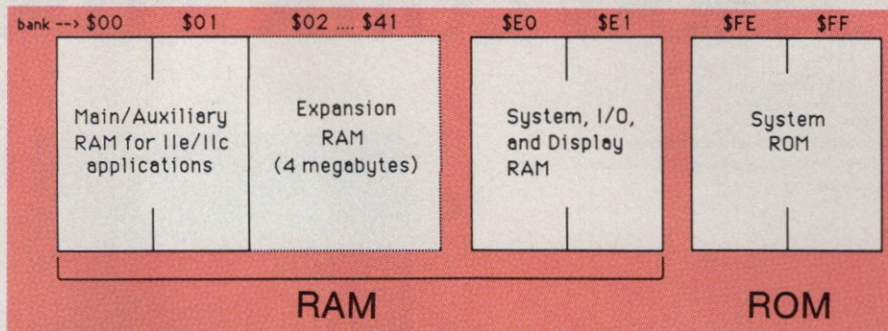 bank --> $00 $01 $02 .... $41 $E0 $E1 $FE $FF
Main/Auxiliary
RAM for IIe/IIc
applications
Expansion
RAM
(4 megabytes)
System, I/O,
and Display
RAM
System
ROM
RAM ROM